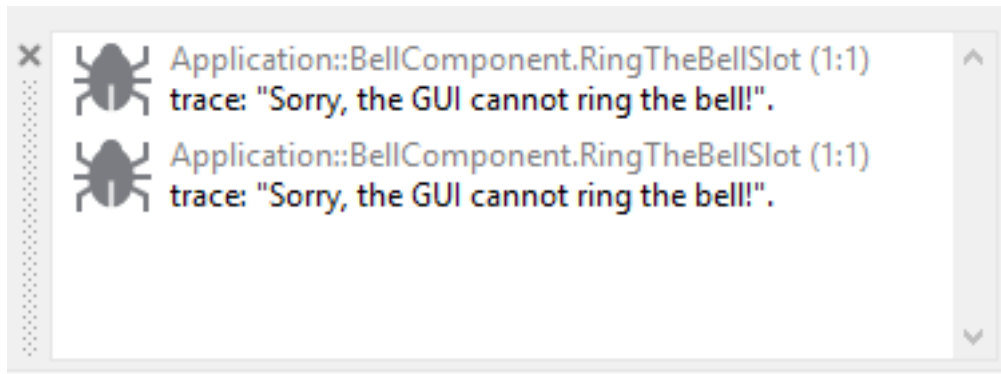 Application::BellComponent.RingTheBellSlot (1:1)
trace: "Sorry, the GUI cannot ring the bell!".
Application::BellComponent.RingTheBellSlot (1:1)
trace: "Sorry, the GUI cannot ring the bell!".